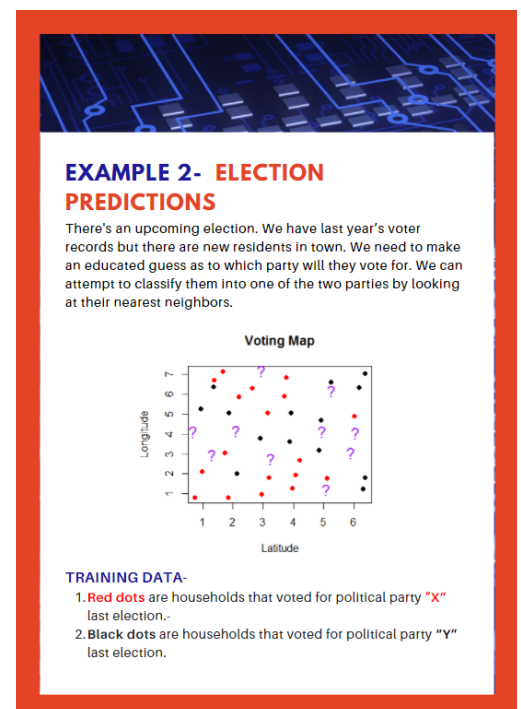 EXAMPLE 2- ELECTION
PREDICTIONS
There's an upcoming election. We have last year's voter
records but there are new residents in town. We need to make
an educated guess as to which party will they vote for. We can
attempt to classify them into one of the two parties by looking
at their nearest neighbors.
Voting Map
?
?
? ? ? ?
? ? ?
?
Longitude
7
6
5
4
3
2
1
1 2 3 4 5 6
Latitude
TRAINING DATA-
1. Red dots are households that voted for political party "X"
last election.-
2. Black dots are households that voted for political party "Y"
last election.